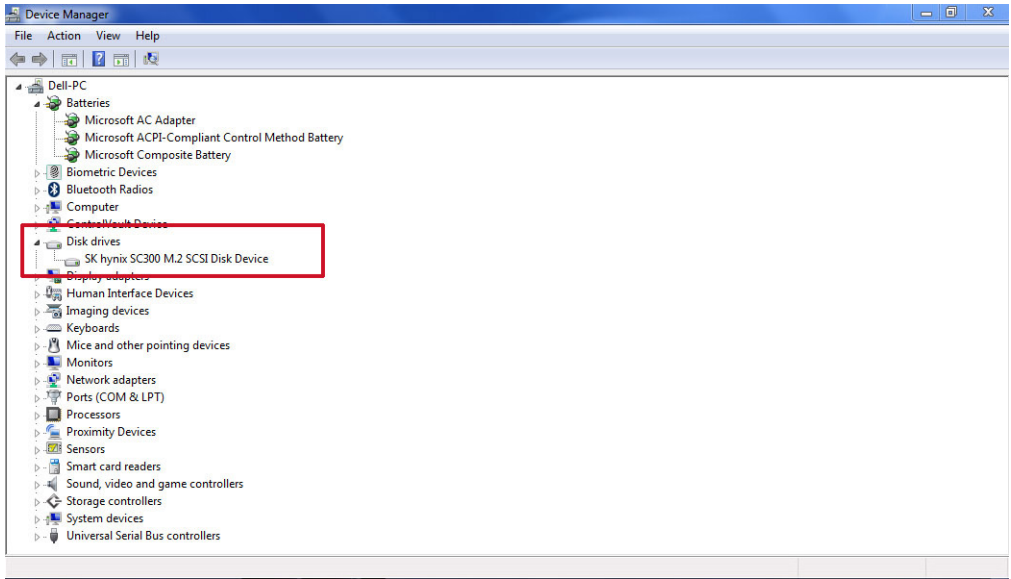 Device Manager
File Action View Help
Dell-PC
Batteries
Microsoft AC Adapter
Microsoft ACPI-Compliant Control Method Battery
Microsoft Composite Battery
Biometric Devices
Bluetooth Radios
Computer
ControlVault Device
Disk drives
SK hynix SC300 M.2 SCSI Disk Device
Display adapters
Human Interface Devices
Imaging devices
Keyboards
Mice and other pointing devices
Monitors
Network adapters
Ports (COM & LPT)
Processors
Proximity Devices
Sensors
Smart card readers
Sound, video and game controllers
Storage controllers
System devices
Universal Serial Bus controllers